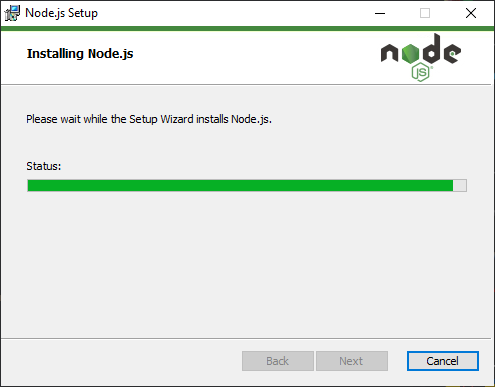 Node.js Setup
Installing Node.js
node
JS
Please wait while the Setup Wizard installs Node.js.
Status:
Back
Next
Cancel